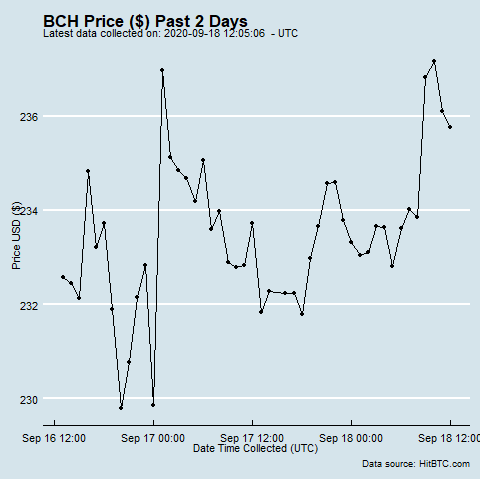 BCH Price ($) Past 2 Days
Latest data collected on: 2020-09-18 12:05:06 - UTC
236
234
232
230
Price USD ($)
Sep 16 12:00 Sep 17 00:00 Sep 17 12:00 Sep 18 00:00 Sep 18 12:00
Date Time Collected (UTC)
Data source: HitBTC.com